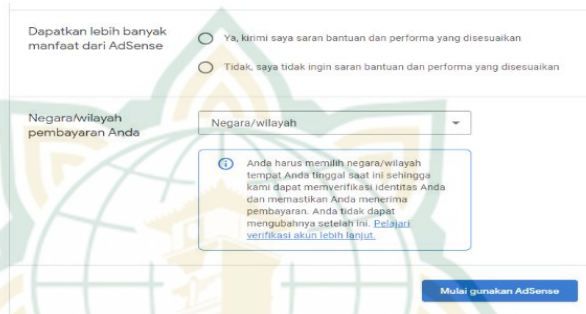 Dapatkan lebih banyak
manfaat dari AdSense
Ya, kirimi saya saran bantuan dan performa yang disesuaikan
Tidak, saya tidak ingin saran bantuan dan performa yang disesuaikan
Negara/wilayah
pembayaran Anda
Negara/wilayah
Anda harus memilih negara/wilayah
tempat Anda tinggal saat ini sehingga
kami dapat memverifikasi identitas Anda
dan memastikan Anda menerima
pembayaran. Anda tidak dapat
mengubahnya setelah ini. Pelajari
verifikasi akun lebih lanjut.
Mulai gunakan AdSense